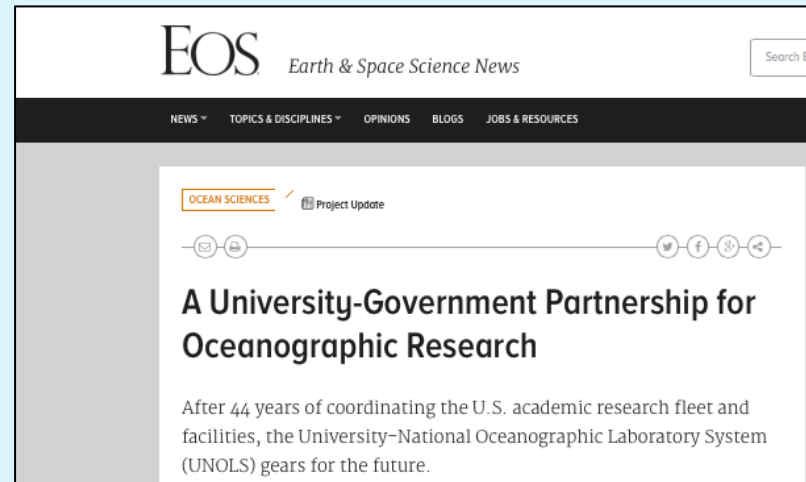 EOS Earth & Space Science News
Search
NEWS TOPICS & DISCIPLINES OPINIONS BLOGS JOBS & RESOURCES
OCEAN SCIENCES Project Update
A University-Government Partnership for
Oceanographic Research
After 44 years of coordinating the U.S. academic research fleet and
facilities, the University-National Oceanographic Laboratory System
(UNOLS) gears for the future.